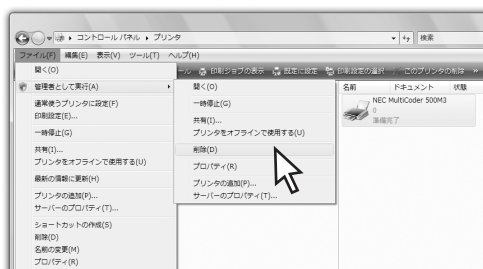 コントロール パネル ▸ プリンタ
検索
ファイル(F) 編集(E) 表示(V) ツール(T) ヘルプ(H)
印刷ジョブの表示 既定に設定 印刷設定の選択 このプリンタの削除 »
開く(O)
管理者として実行(A)
通常使うプリンタに設定(F)
印刷設定(E)...
一時停止(G)
共有(I)...
プリンタをオフラインで使用する(U)
最新の情報に更新(H)
プリンタの追加(P)...
サーバーのプロパティ(T)...
ショートカットの作成(S)
削除(D)
名前の変更(M)
プロパティ(R)
開く(O)
一時停止(G)
共有(I)...
プリンタをオフラインで使用する(U)
削除(D)
プロパティ(R)
プリンタの追加(P)...
サーバーのプロパティ(T)...
名前 ドキュメント 状態
NEC MultiCoder 500M3
0
準備完了